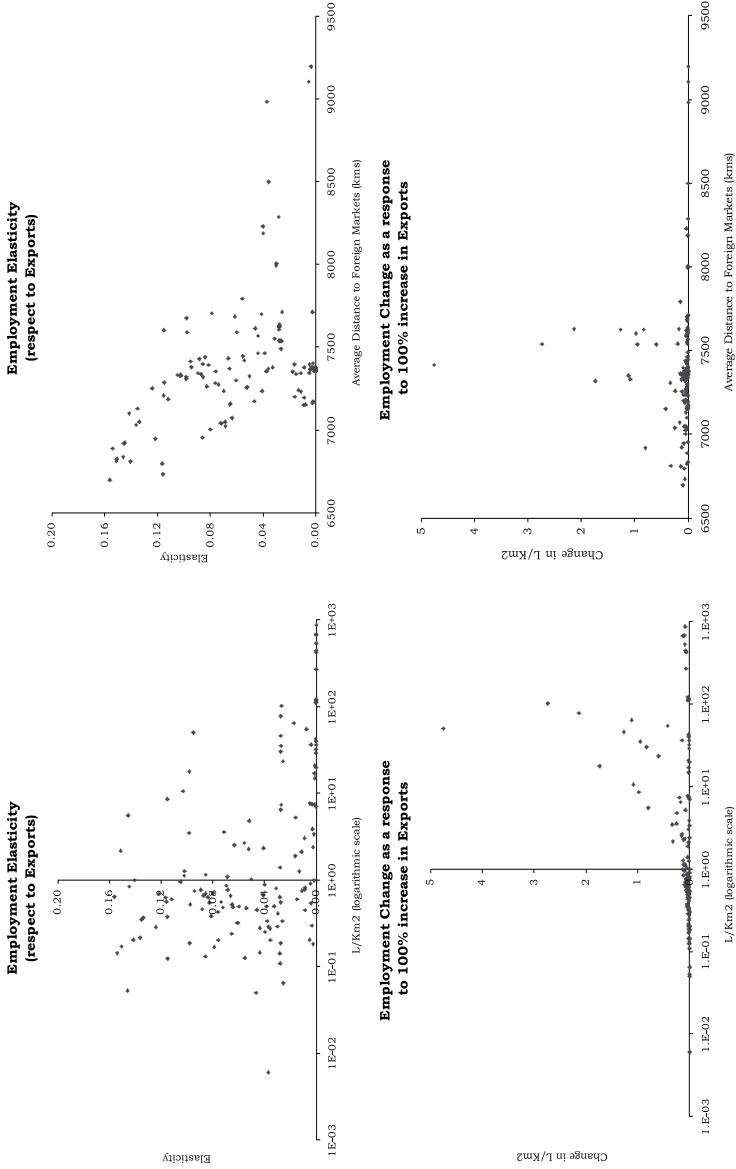 Employment Elasticity
(respect to Exports)
Elasticity
0.20
0.16
0.12
0.08
0.04
0.00
1E-03
1E-02
1E-01
1E+00
1E+01
1E+02
1E+03
L/Km2 (logarithmic scale)
Employment Elasticity
(respect to Exports)
Elasticity
0.20
0.16
0.12
0.08
0.04
0.00
6500
7000
7500
8000
8500
9000
9500
Average Distance to Foreign Markets (kms)
Employment Change as a response
to 100% increase in Exports
Change in L/Km2
5
4
3
2
1
0
1.E-03
1.E-02
1.E-01
1.E+00
1.E+01
1.E+02
1.E+03
L/Km2 (logarithmic scale)
Employment Change as a response
to 100% increase in Exports
Change in L/Km2
5
4
3
2
1
0
6500
7000
7500
8000
8500
9000
9500
Average Distance to Foreign Markets (kms)